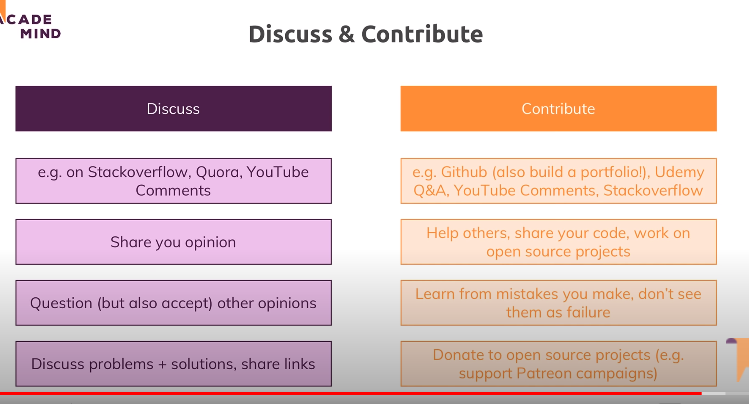 ACADE
MIND
Discuss & Contribute
Discuss
e.g. on Stackoverflow, Quora, YouTube
Comments
Share you opinion
Question (but also accept) other opinions
Discuss problems + solutions, share links
Contribute
e.g. Github (also build a portfolio!), Udemy
Q&A, YouTube Comments, Stackoverflow
Help others, share your code, work on
open source projects
Learn from mistakes you make, don't see
them as failure
Donate to open source projects (e.g.
support Patreon campaigns)